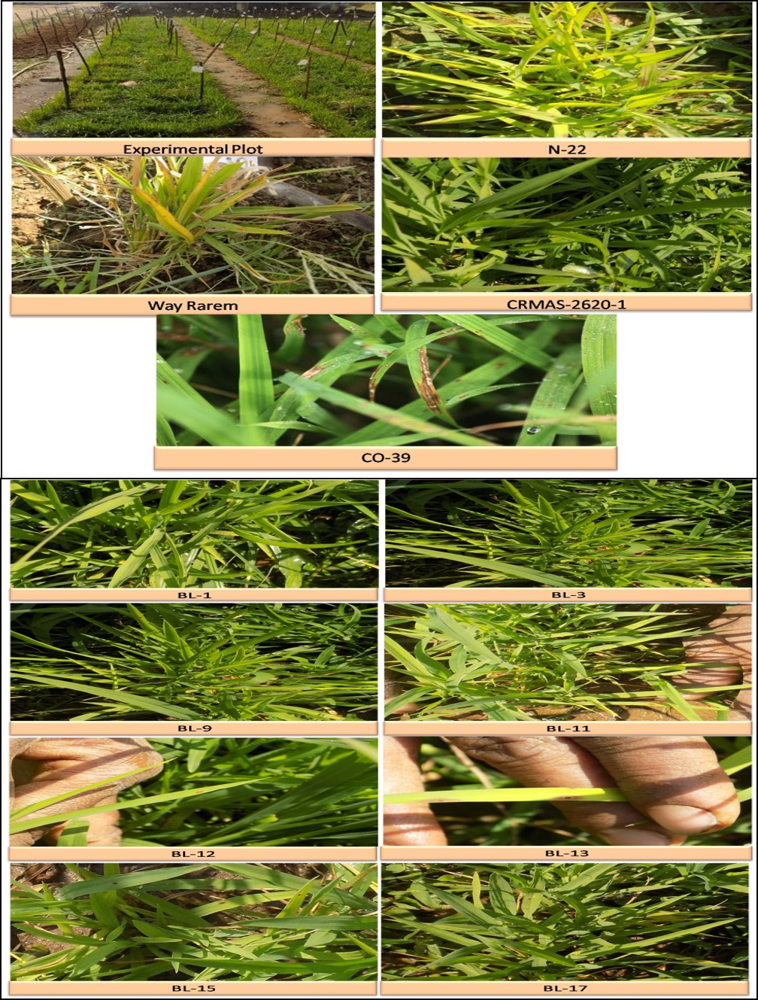 Experimental Plot
N-22
Way Rarem
CRMAS-2620-1
CO-39
BL-1
BL-3
BL-9
BL-11
BL-12
BL-13
BL-15
BL-17